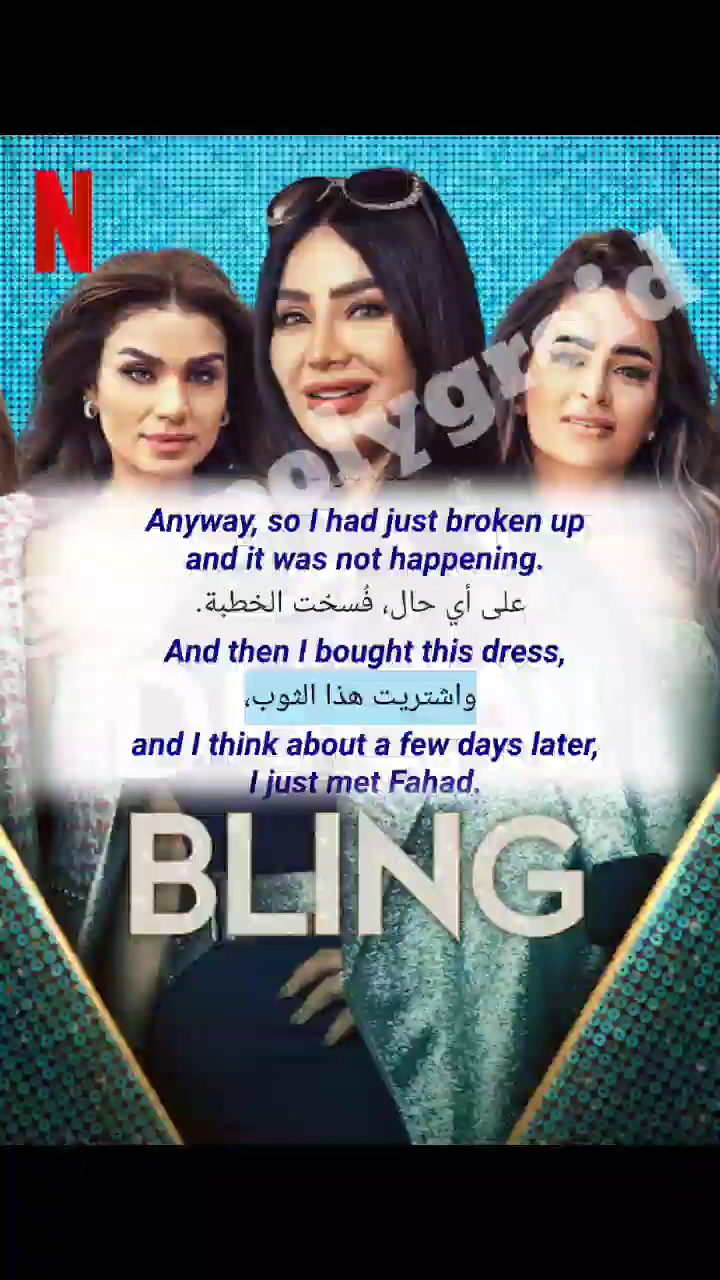 N
polygroid
Anyway, so I had just broken up
and it was not happening.
على أي حال، فُسخت الخطبة.
And then I bought this dress,
واشتريت هذا الثوب،
and I think about a few days later,
I just met Fahad.
BLING